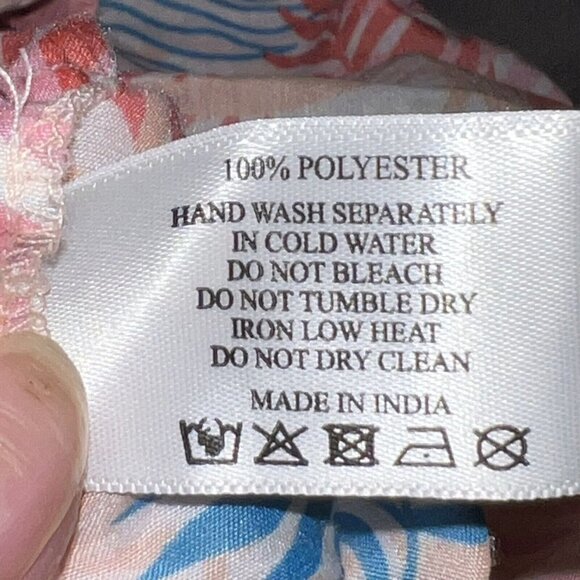 100% POLYESTER
HAND WASH SEPARATELY
IN COLD WATER
DO NOT BLEACH
DO NOT TUMBLE DRY
IRON LOW HEAT
DO NOT DRY CLEAN
MADE IN INDIA